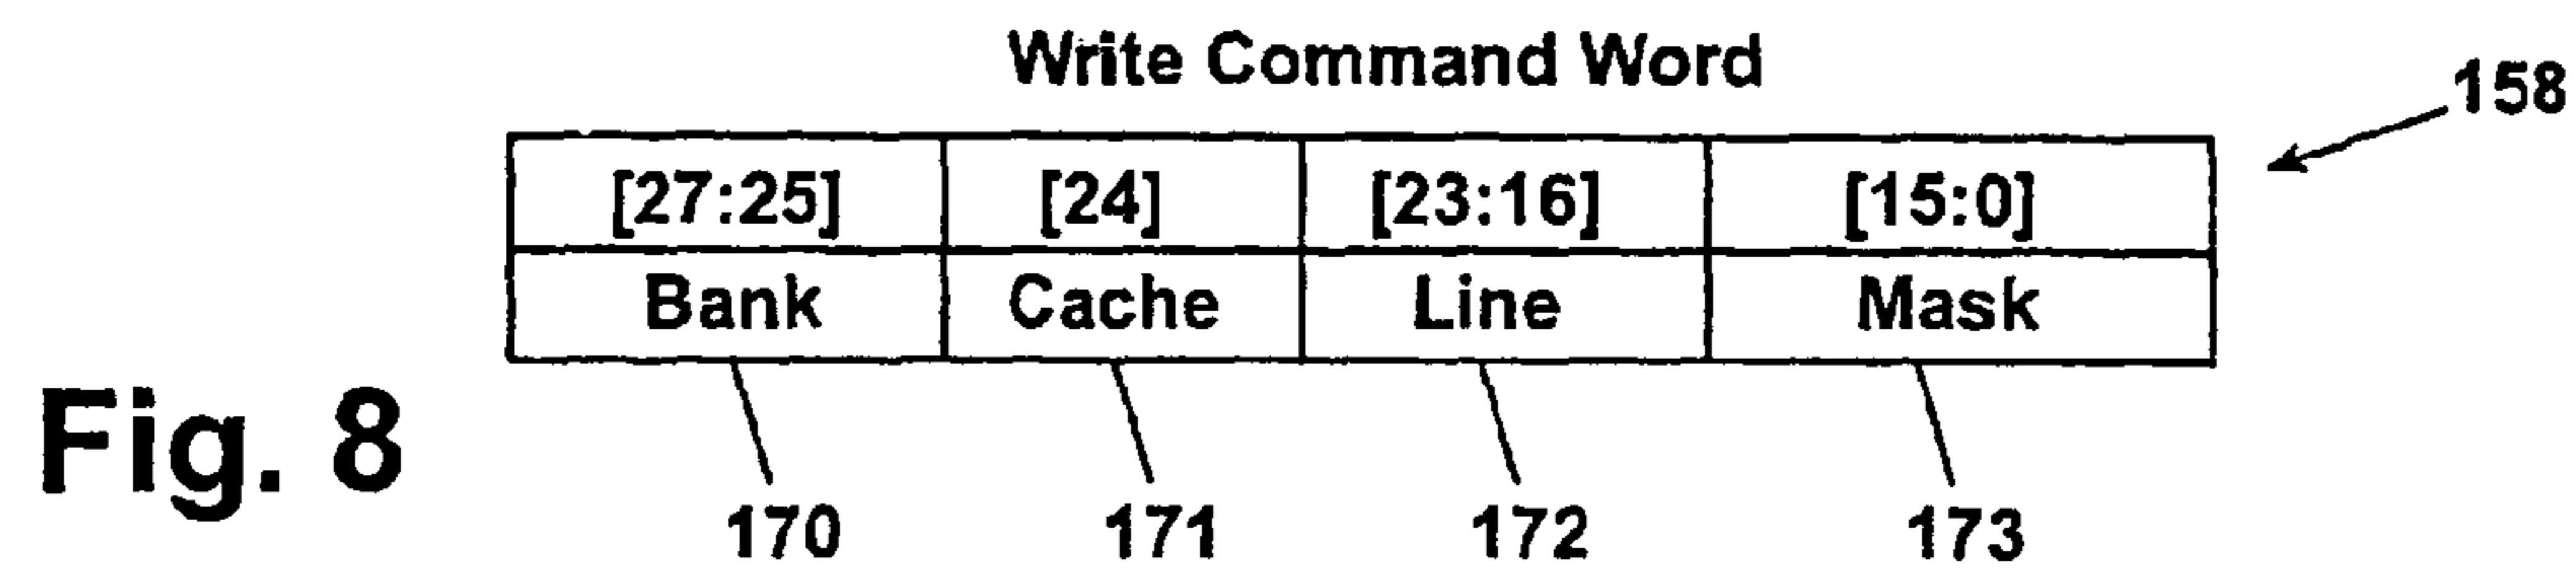 Write Command Word
158
[27:25] [24] [23:16] [15:0]
Bank Cache Line Mask
Fig. 8
170 171 172 173